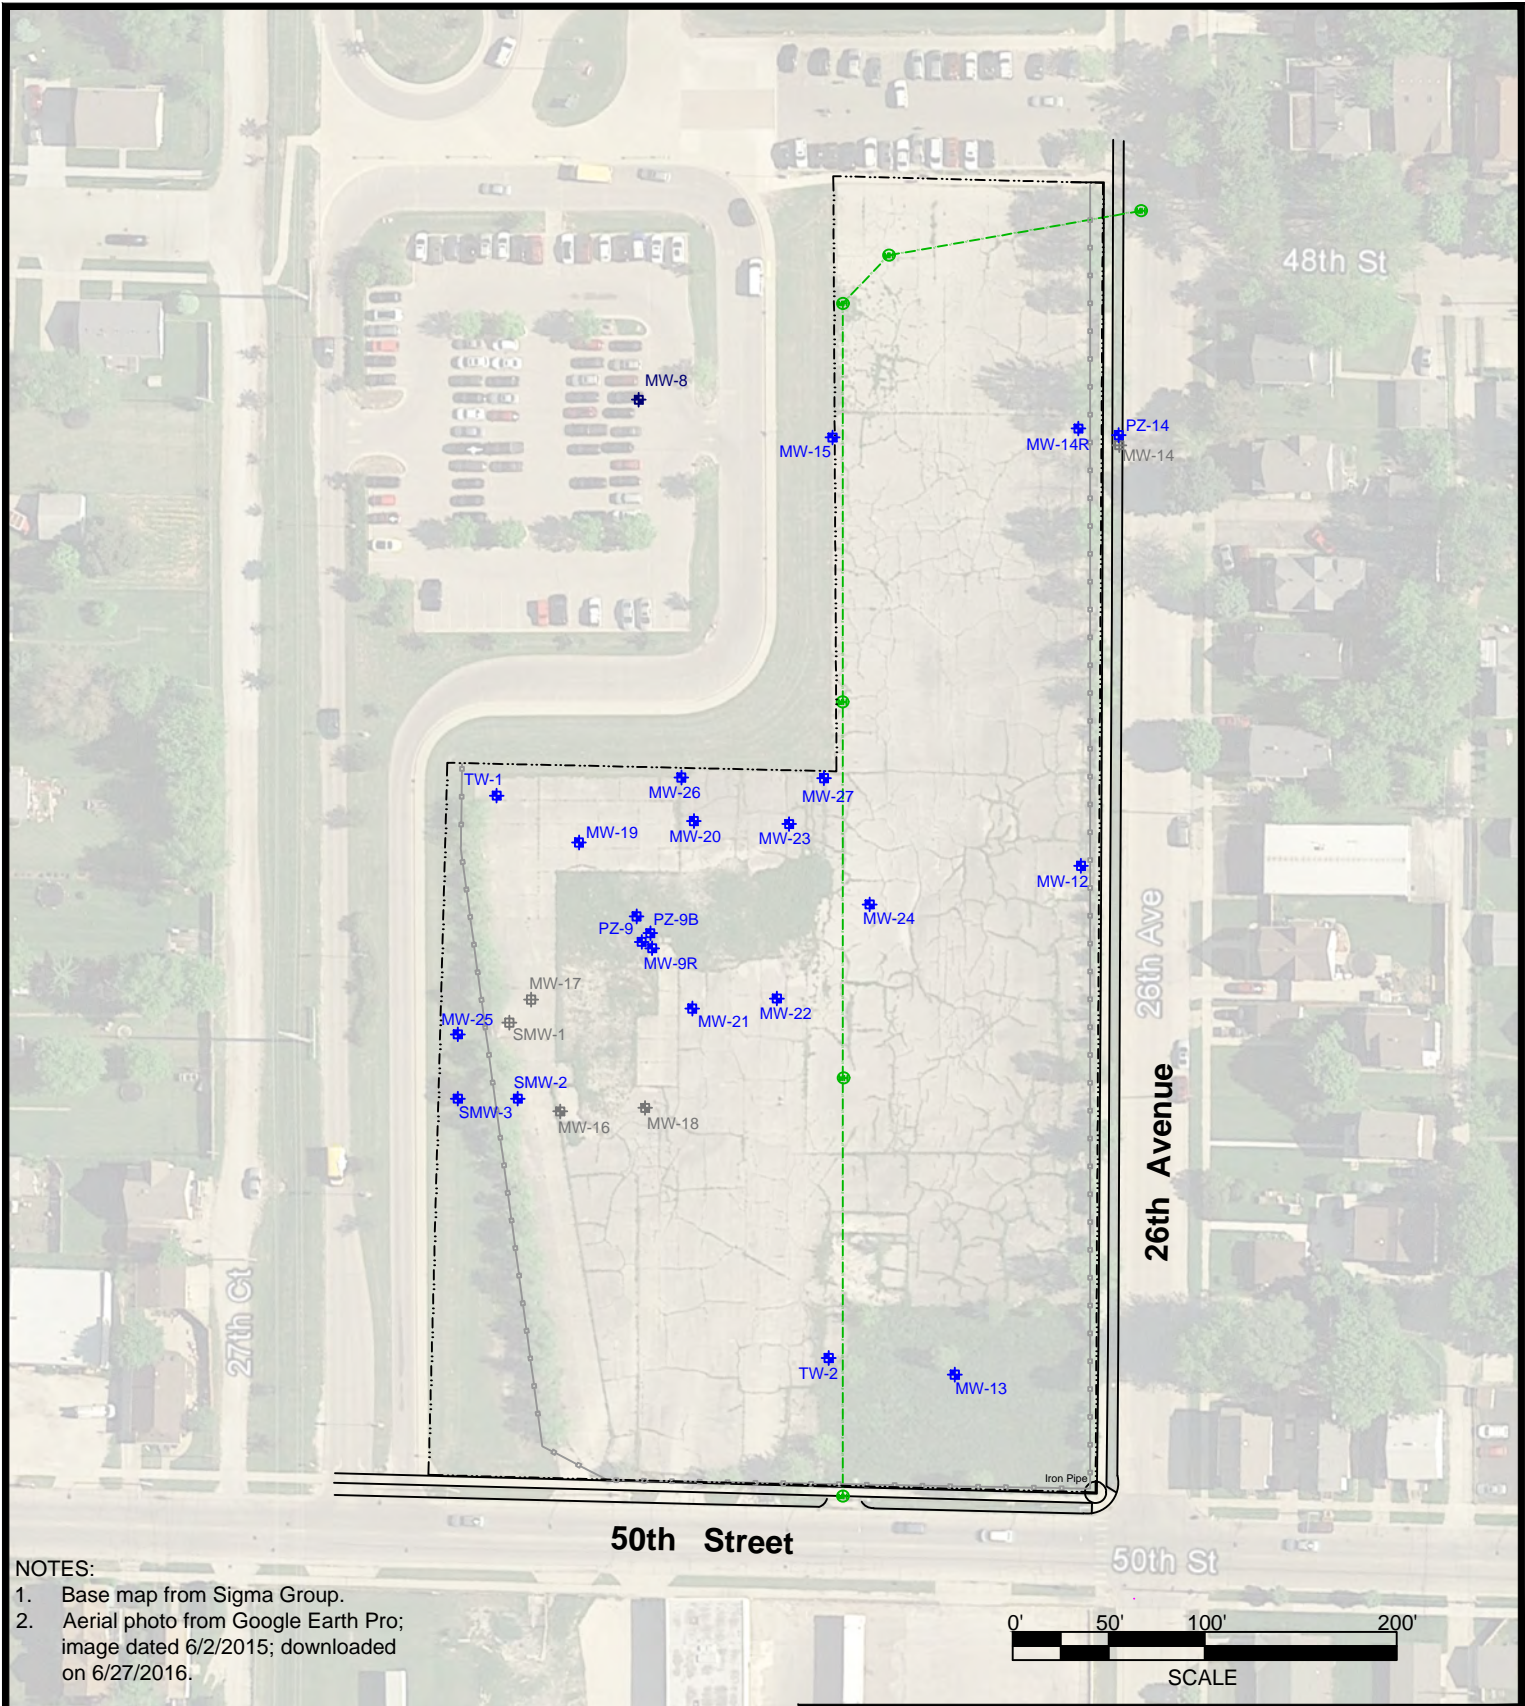 48th St
MW-8
MW-15
MW-14R
PZ-14
MW-14
TW-1
MW-26
MW-27
MW-19
MW-20
MW-23
MW-12
MW-24
PZ-9
PZ-9B
MW-9R
MW-17
MW-25
SMW-1
MW-21
MW-22
26th Ave
SMW-2
SMW-3
MW-16
MW-18
26th Avenue
27th Ct
TW-2
MW-13
Iron Pipe
50th Street
50th St
NOTES:
1. Base map from Sigma Group.
2. Aerial photo from Google Earth Pro;
image dated 6/2/2015; downloaded
on 6/27/2016.
0' 50' 100' 200'
SCALE